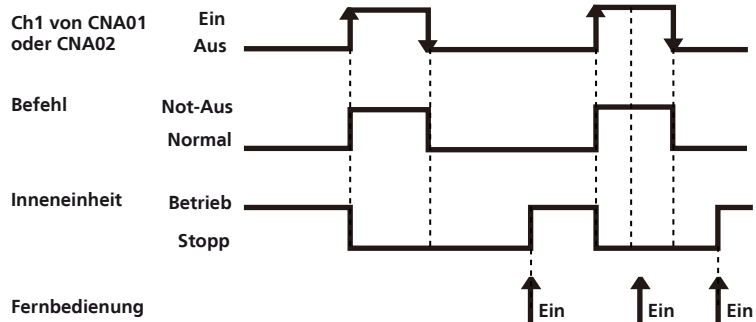 Ch1 von CNA01
oder CNA02
Ein
Aus
Befehl
Not-Aus
Normal
Inneneinheit
Betrieb
Stopp
Fernbedienung
Ein
Ein
Ein